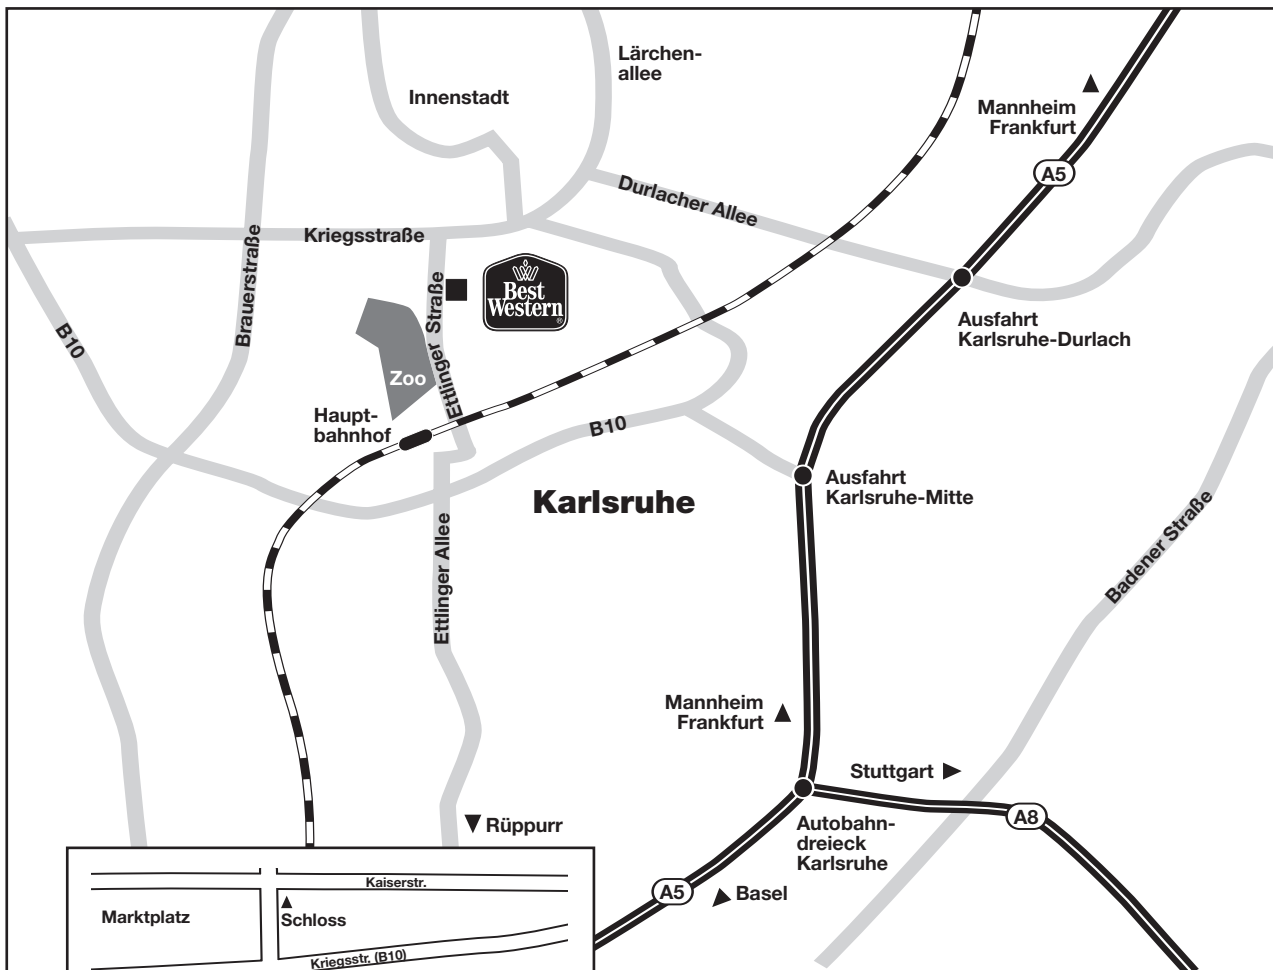 Lärchen-
allee
Innenstadt
Mannheim
Frankfurt
A5
Durlacher Allee
Kriegsstraße
Brauerstraße
Ettlinger Straße
Best
Western
®
B10
Ausfahrt
Karlsruhe-Durlach
Zoo
Ettlinger
Haupt-
bahnhof
B10
Karlsruhe
Ausfahrt
Karlsruhe-Mitte
Badener Straße
Ettlinger Allee
Mannheim
Frankfurt
Stuttgart
A8
Rüppurr
Autobahn-
dreieck
Karlsruhe
A5
Basel
Kaiserstr.
Marktplatz
Schloss
Kriegsstr. (B10)